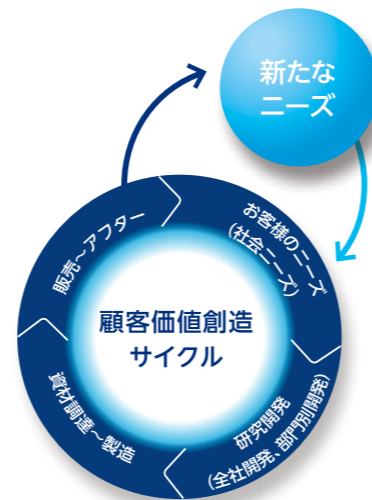 新たな
ニーズ
お客様のニーズ
(社会ニーズ)
研究開発
(全社開発、部門別開発)
資材調達~製造
販売~アフター
顧客価値創造
サイクル